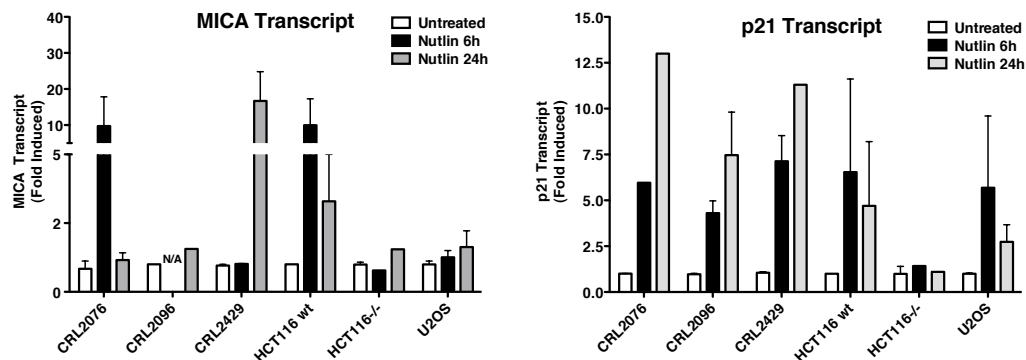 MICA Transcript
Untreated
Nutlin 6h
Nutlin 24h
MICA Transcript
(Fold Induced)
40
30
20
10
5
2
0
N/A
CRL2076
CRL2096
CRL2429
HCT116 wt
HCT116-/-
U2OS
p21 Transcript
Untreated
Nutlin 6h
Nutlin 24h
p21 Transcript
(Fold Induced)
15.0
12.5
10.0
7.5
5.0
2.5
0.0
CRL2076
CRL2096
CRL2429
HCT116 wt
HCT116-/-
U2OS